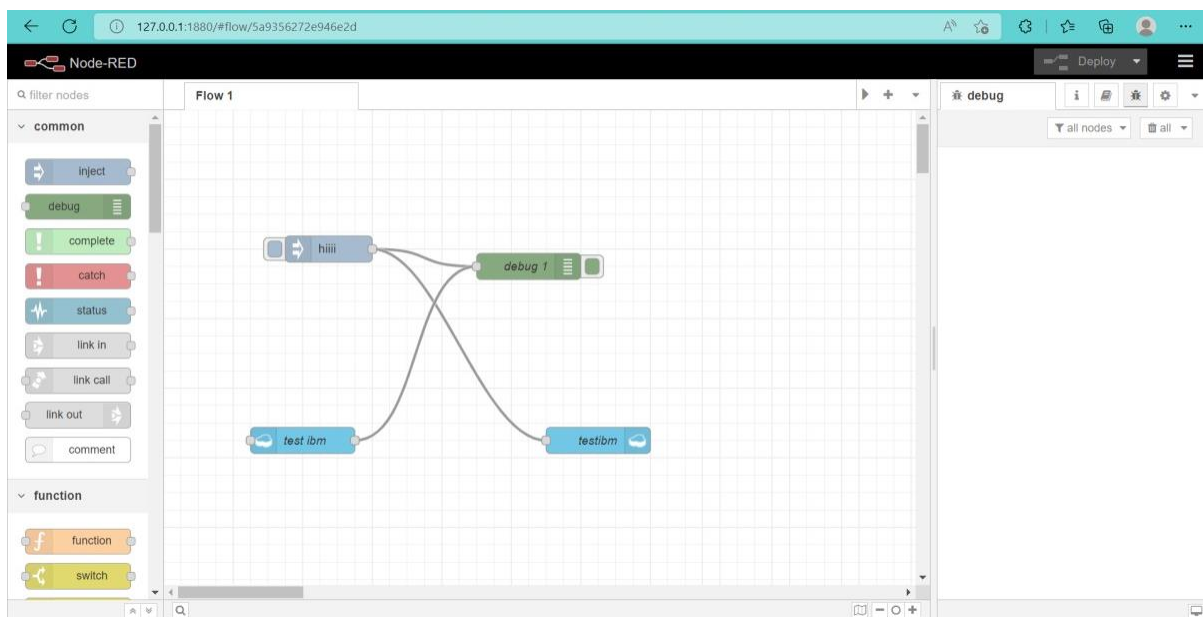 127.0.0.1:1880/#flow/5a9356272e946e2d
Node-RED
Deploy
filter nodes
Flow 1
debug
i
all nodes
all
common
inject
debug
complete
catch
status
link in
link call
link out
comment
function
function
switch
hiiii
debug 1
test ibm
testibm